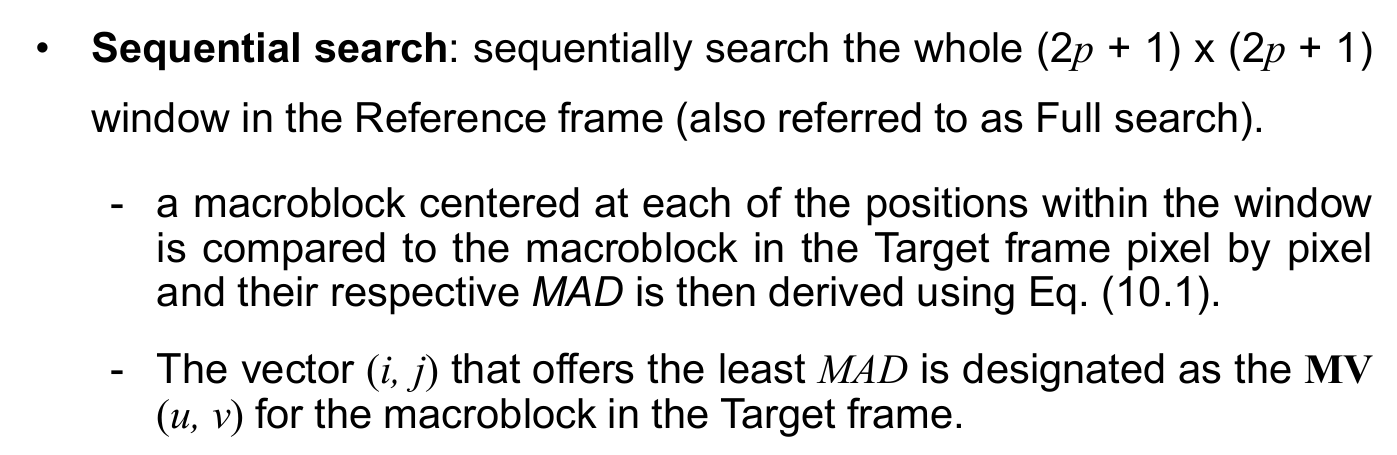 • Sequential search: sequentially search the whole (2p + 1) x (2p + 1)
window in the Reference frame (also referred to as Full search).
- a macroblock centered at each of the positions within the window
is compared to the macroblock in the Target frame pixel by pixel
and their respective MAD is then derived using Eq. (10.1).
- The vector (i, j) that offers the least MAD is designated as the MV
(u, v) for the macroblock in the Target frame.